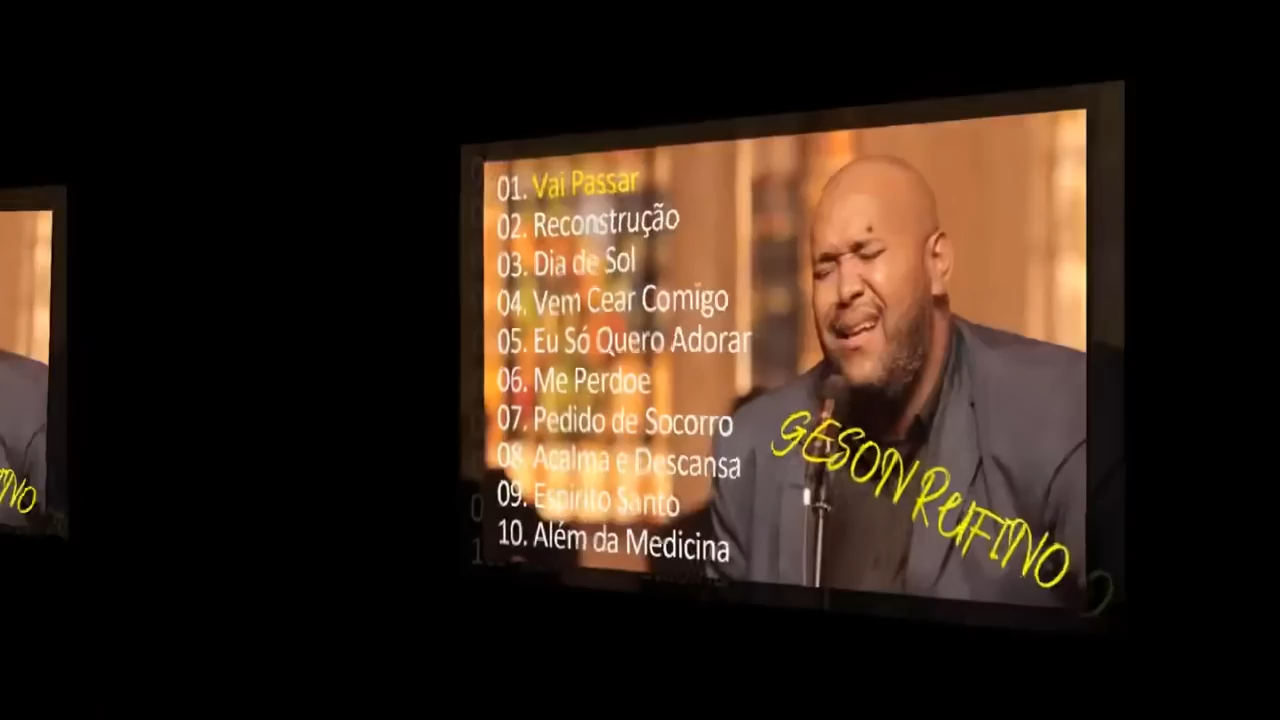 01. Vai Passar
02. Reconstrução
03. Dia de Sol
04. Vem Cear Comigo
05. Eu Só Quero Adorar
06. Me Perdoe
07. Pedido de Socorro
08. Acalma e Descansa
09. Espirito Santo
10. Além da Medicina
GESON RUFINO